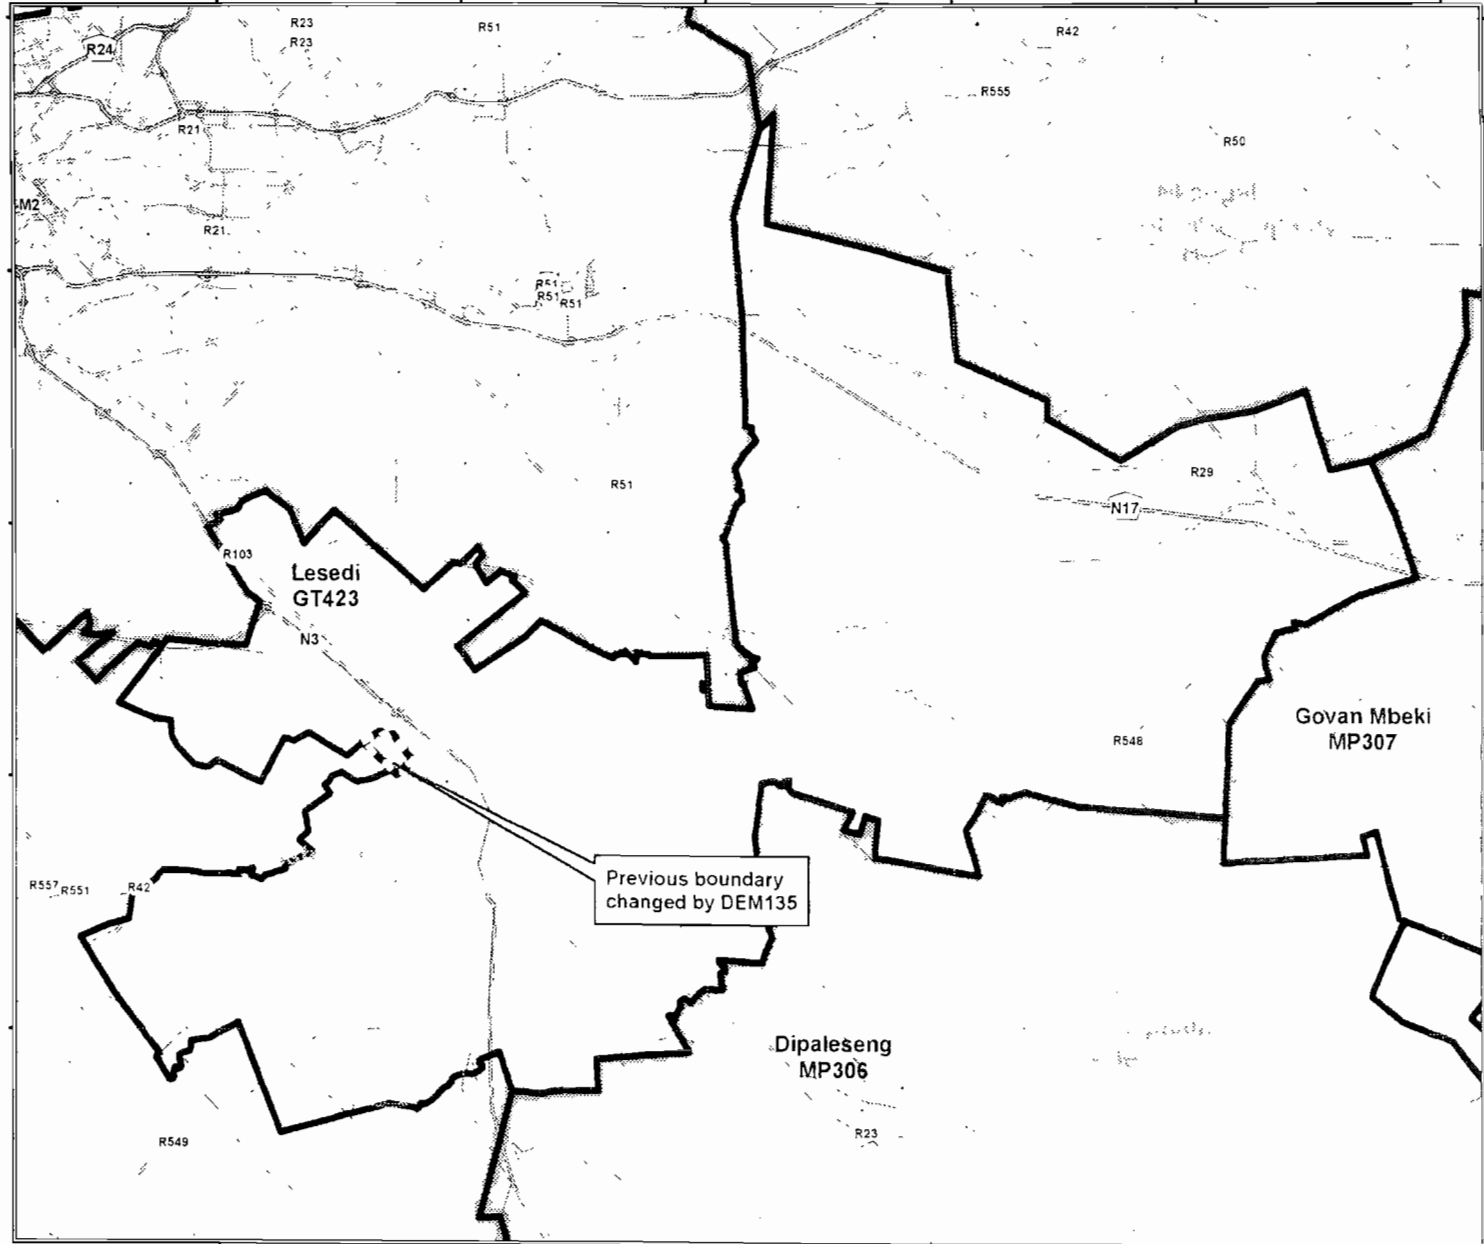 R23
R51
R42
R23
R24
R555
R21
R50
M2
R21
R51
R51
R51
R29
R51
N17
R103
Lesedi
GT423
N3
Govan Mbeki
MP307
R548
Previous boundary
changed by DEM135
R557
R551
R42
Dipaleseng
MP306
R23
R549